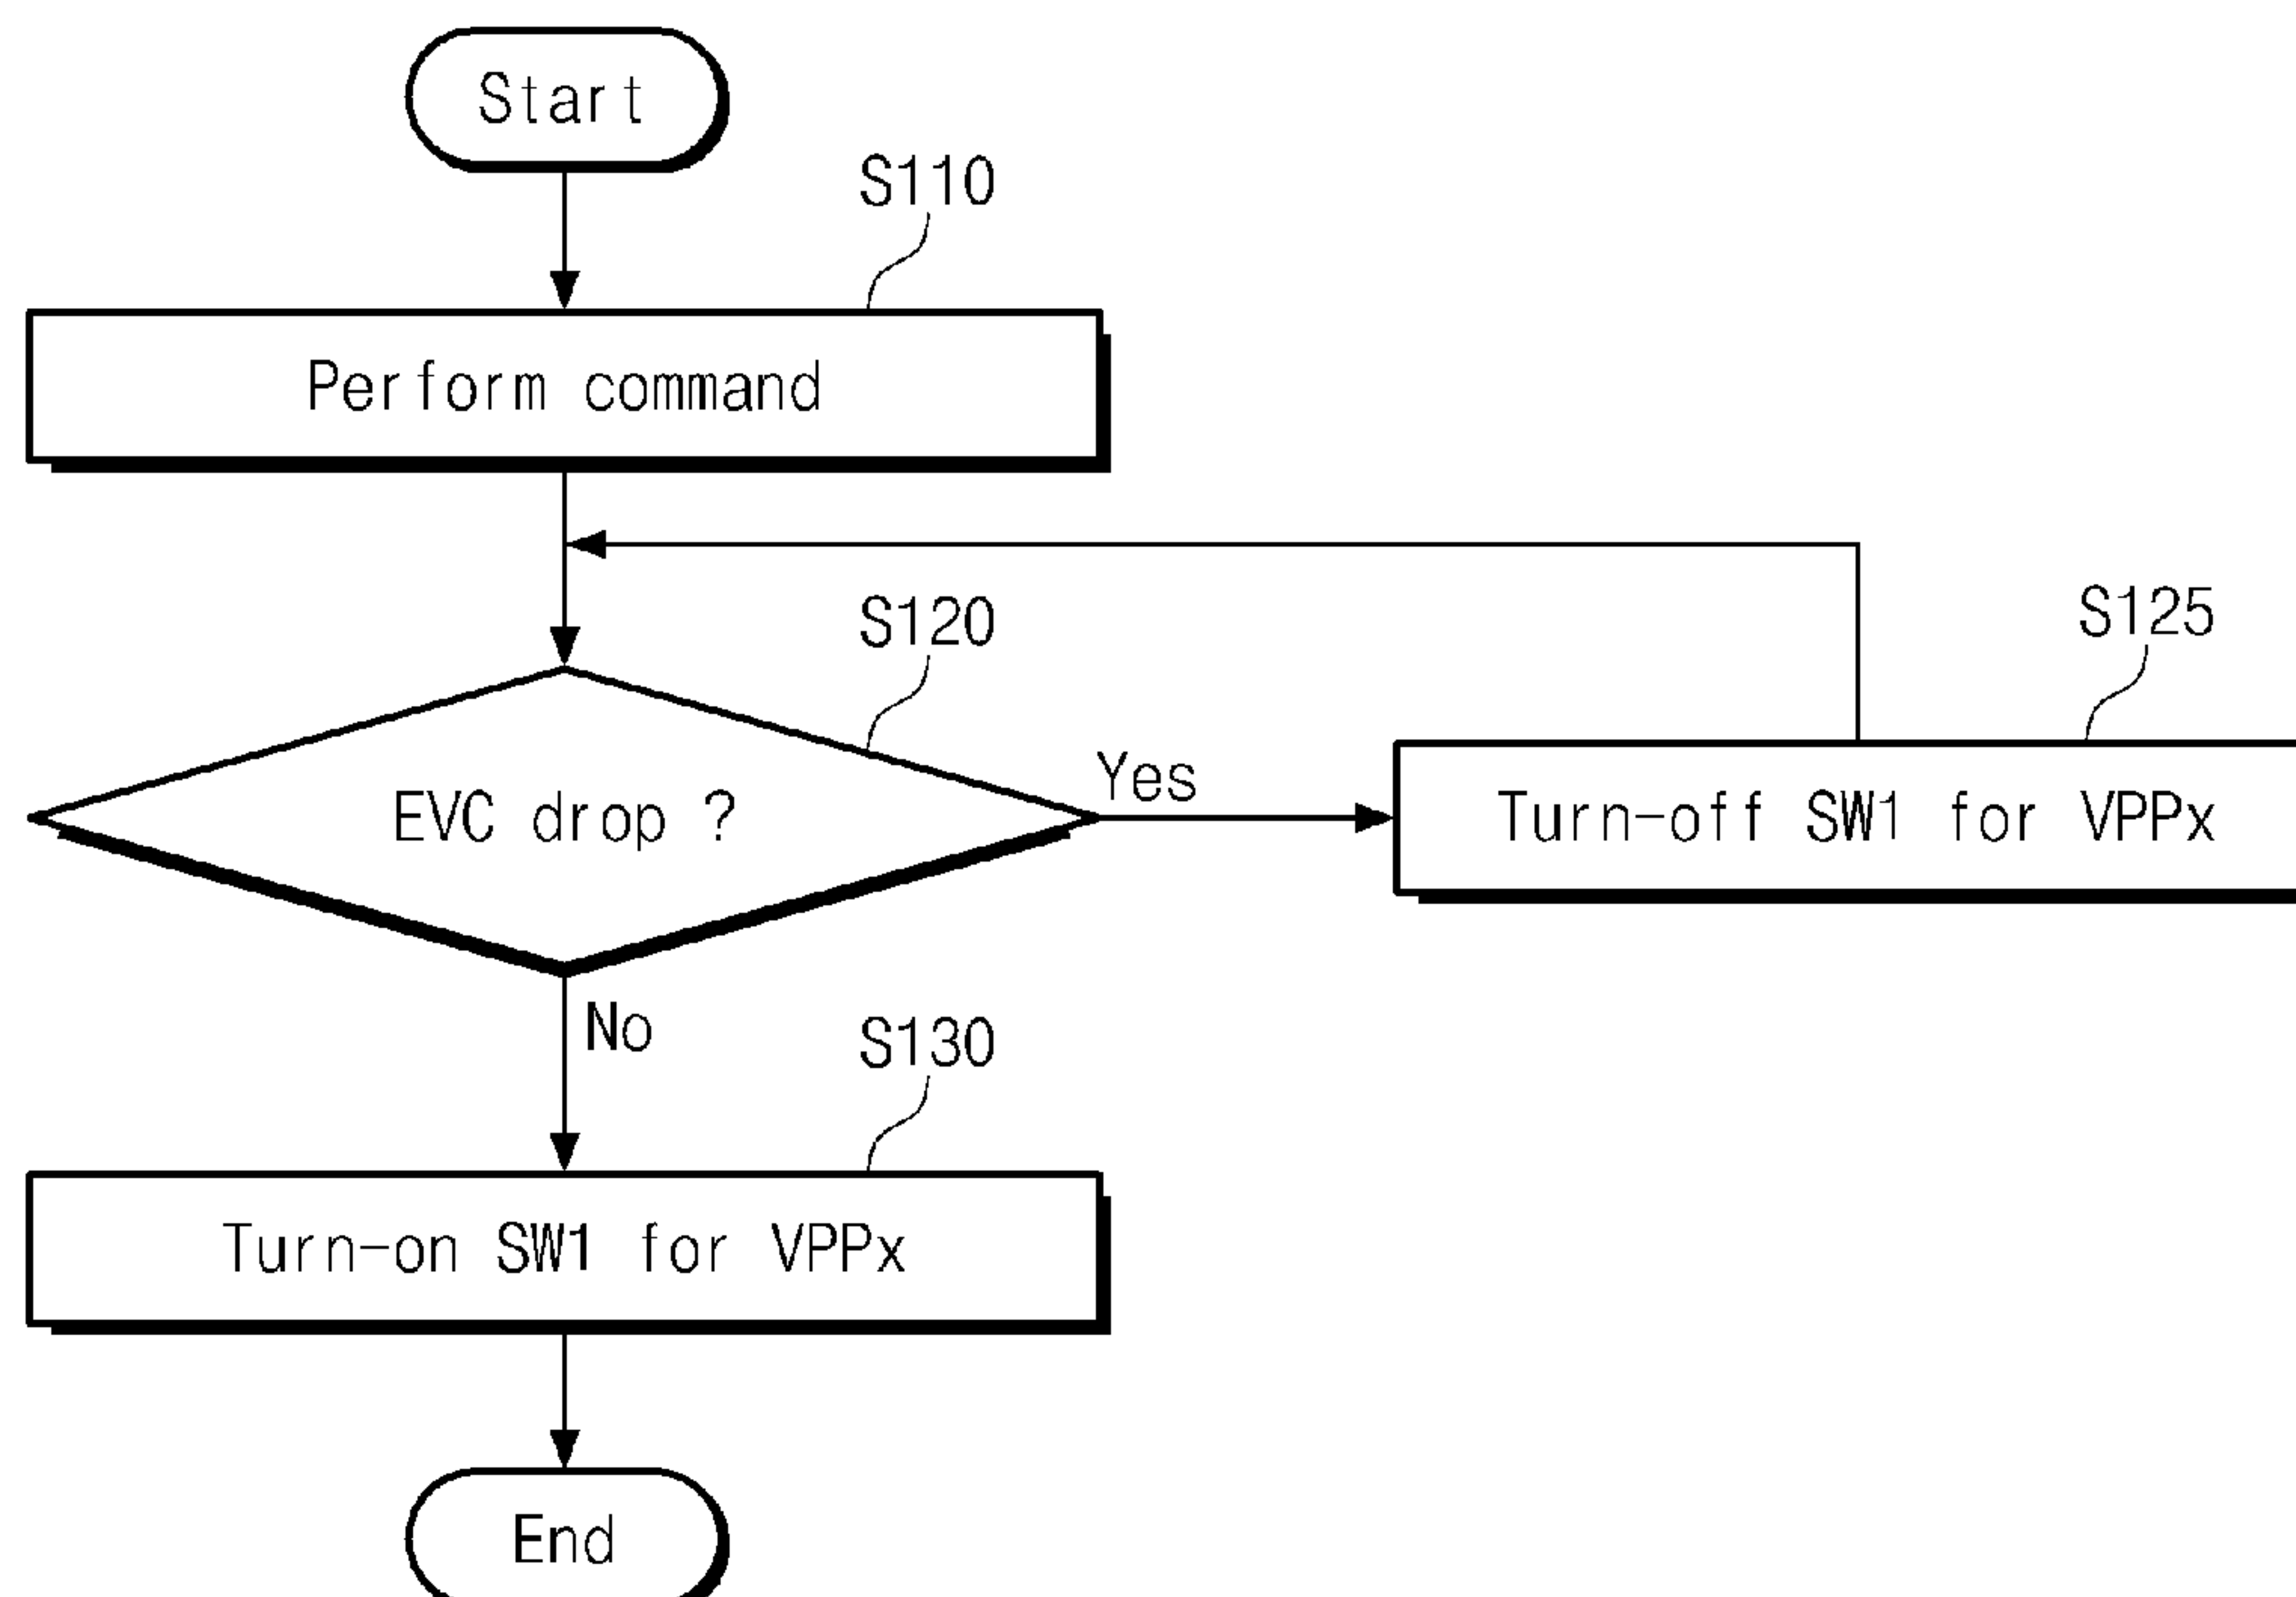 Start
S110
Perform command
S120
EVC drop ?
Yes
S125
Turn-off SW1 for VPPx
No
S130
Turn-on SW1 for VPPx
End